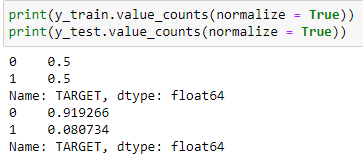 print(y_train.value_counts(normalize = True))
print(y_test.value_counts(normalize = True))
0    0.5
1    0.5
Name: TARGET, dtype: float64
0    0.919266
1    0.080734
Name: TARGET, dtype: float64